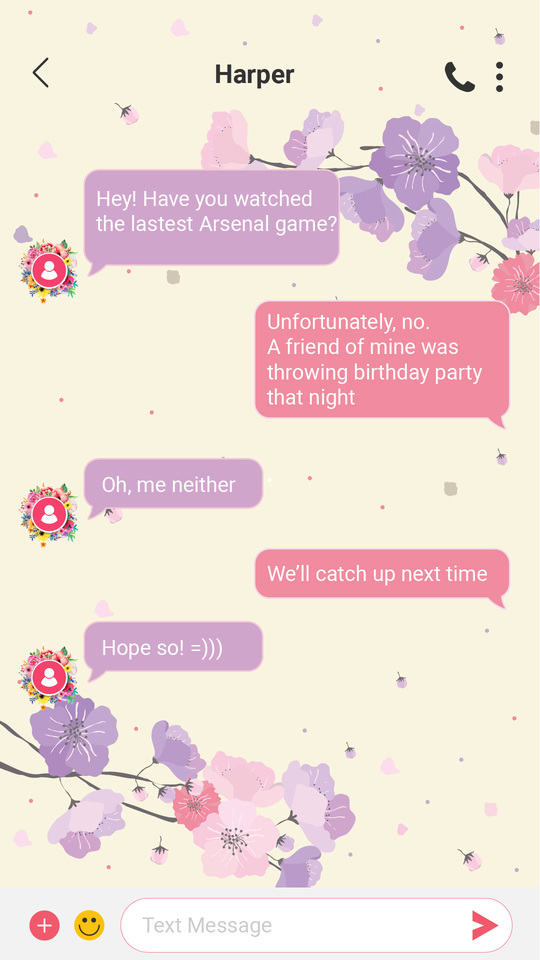 Harper
Hey! Have you watched
the lastest Arsenal game?
Unfortunately, no.
A friend of mine was
throwing birthday party
that night
Oh, me neither
We’ll catch up next time
Hope so! =)))
Text Message